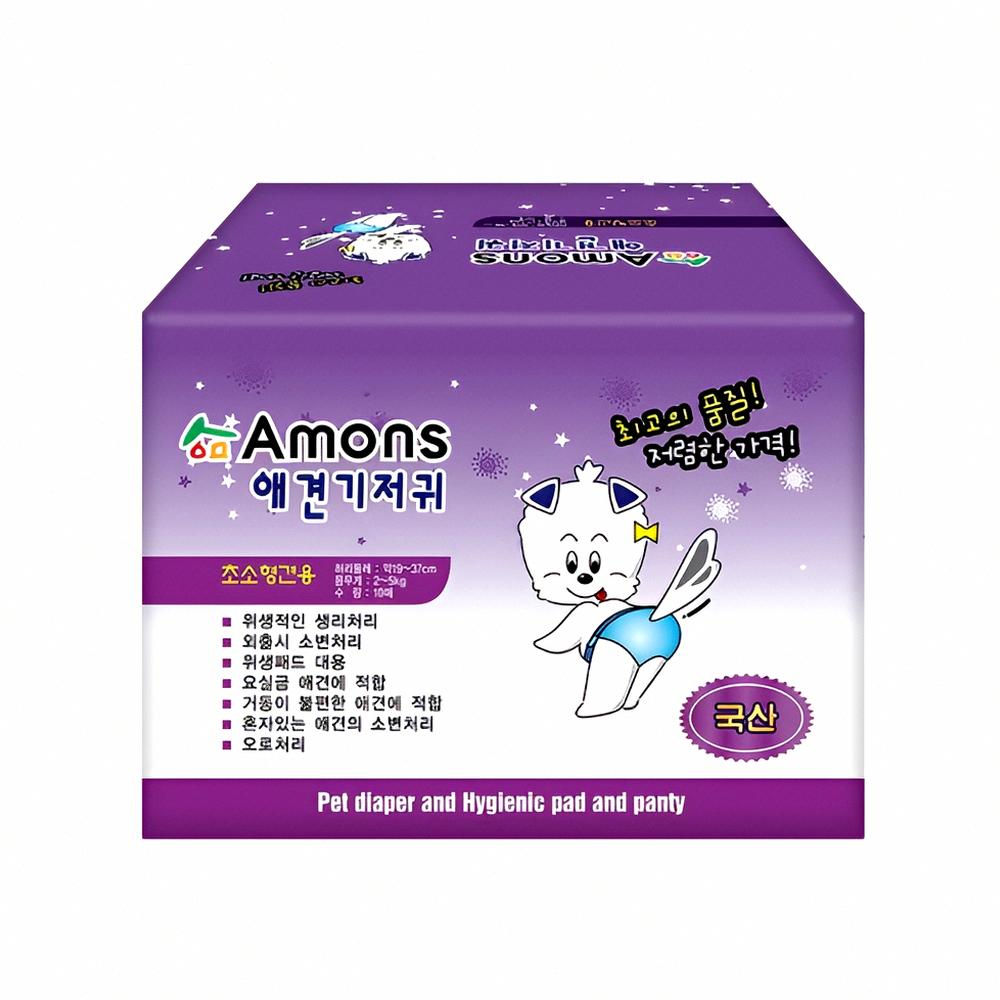 Amons
애견기저귀
최고의 품질!
저렴한 가격!
Amons
애견기저귀
초소형견용
허리둘레 : 약19~37cm
몸무게 : 2~5kg
수 량 : 10매
위생적인 생리처리
외출시 소변처리
위생패드 대용
요실금 애견에 적합
거동이 불편한 애견에 적합
혼자있는 애견의 소변처리
오로처리
국산
Pet diaper and Hygienic pad and panty